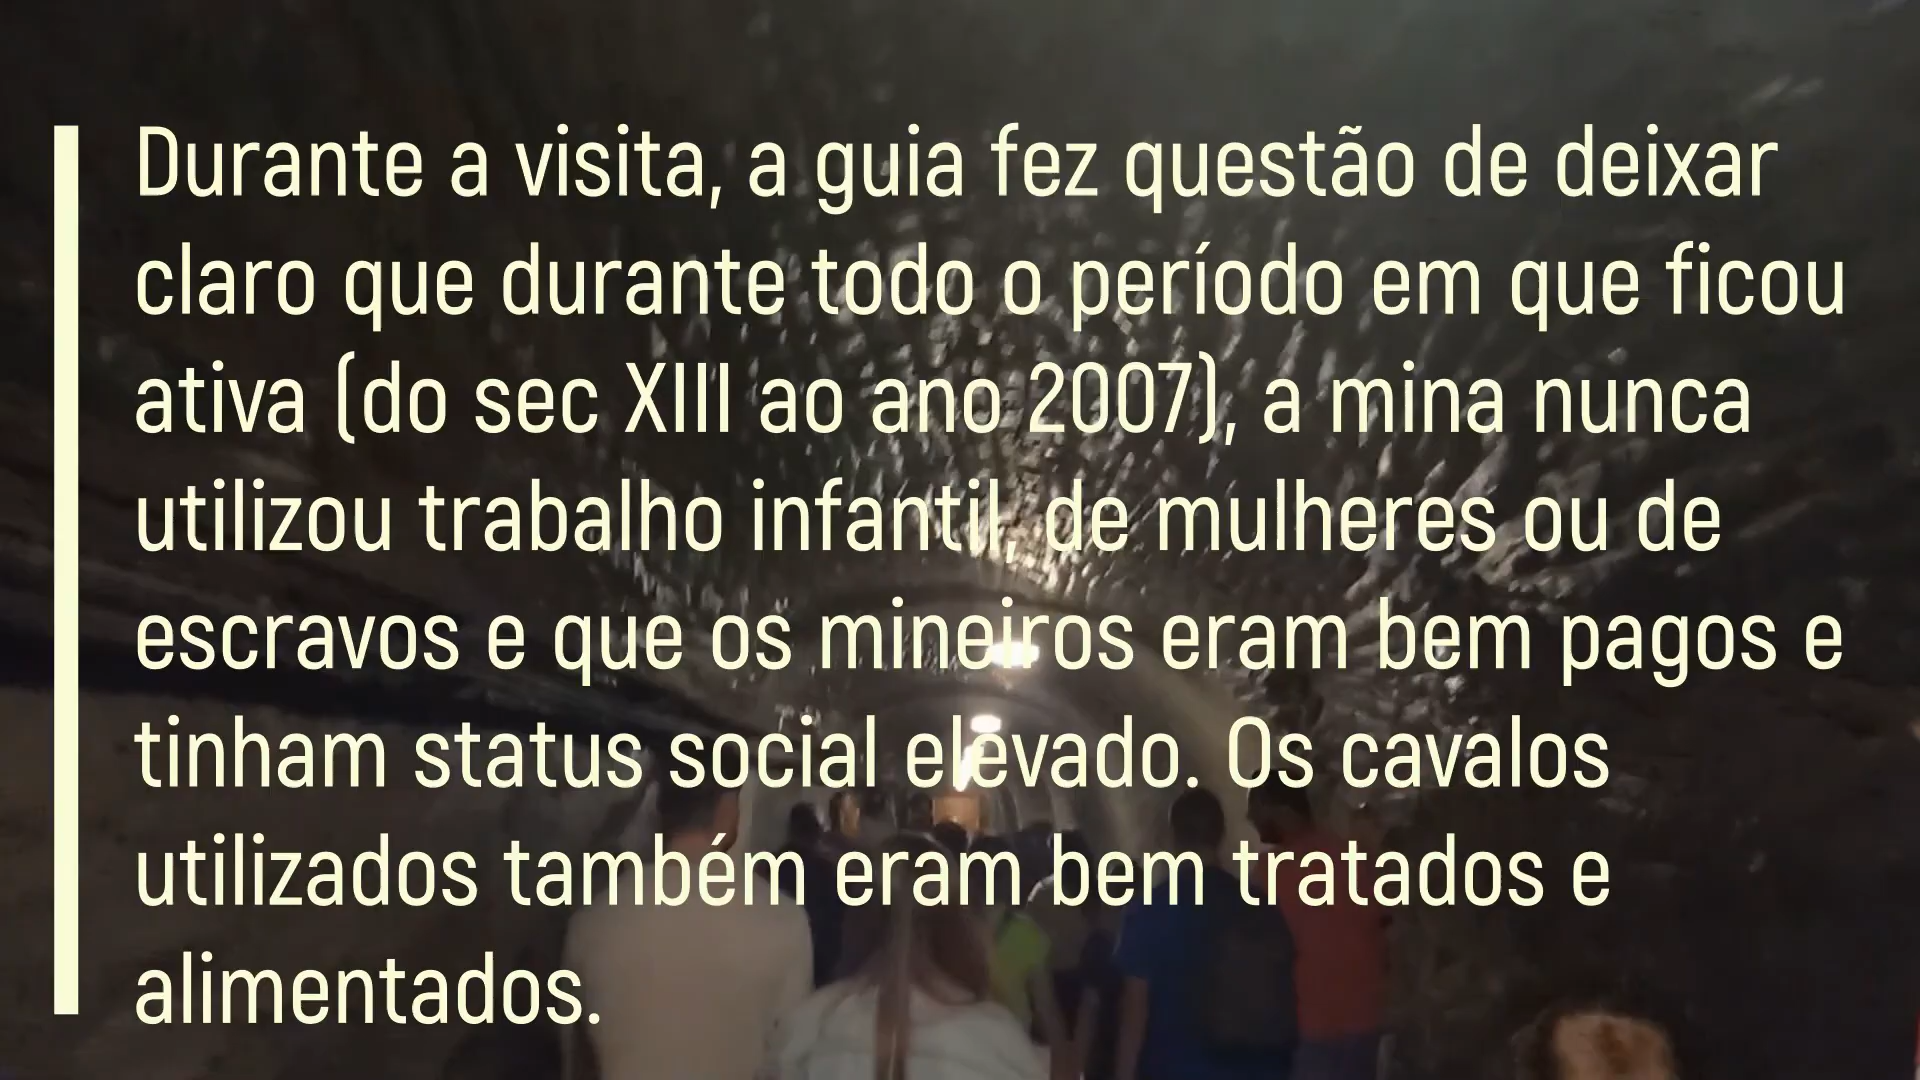 Durante a visita, a guia fez questão de deixar
claro que durante todo o período em que ficou
ativa (do sec XIII ao ano 2007), a mina nunca
utilizou trabalho infantil, de mulheres ou de
escravos e que os mineiros eram bem pagos e
tinham status social elevado. Os cavalos
utilizados também eram bem tratados e
alimentados.